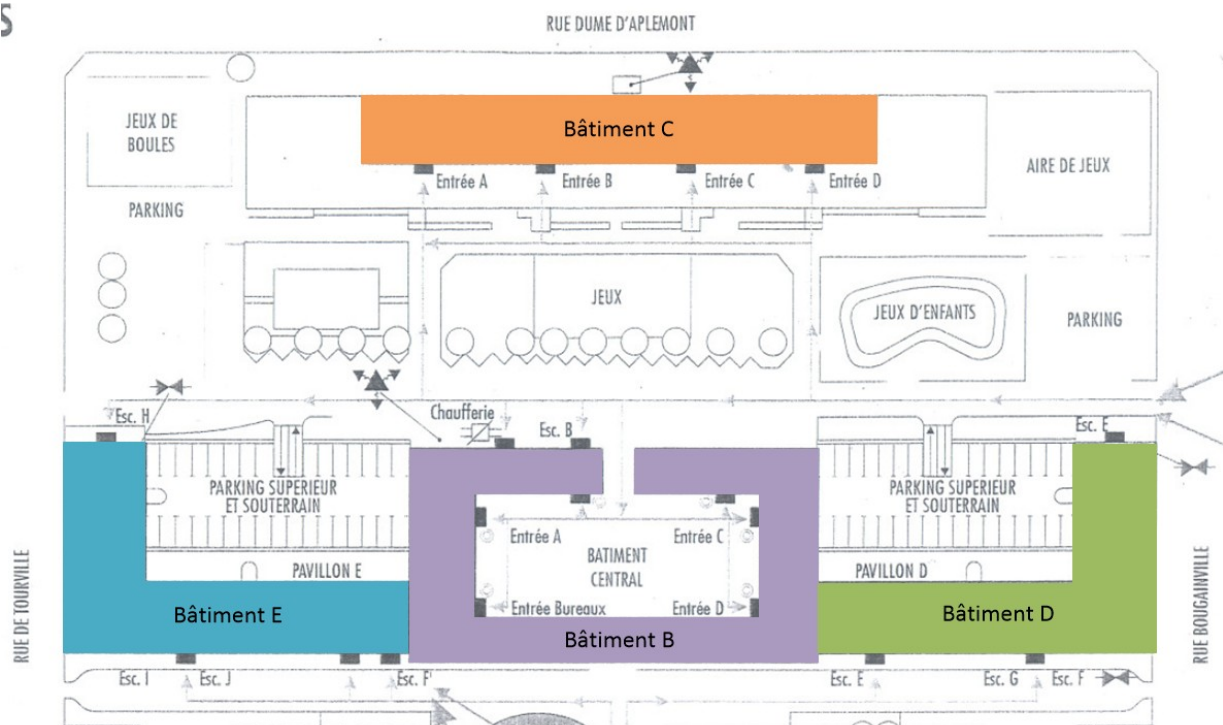 S
RUE DUME D'APLEMONT
JEUX DE
BOULES
Bâtiment C
AIRE DE JEUX
Entrée A
Entrée B
Entrée C
Entrée D
PARKING
JEUX
JEUX D'ENFANTS
PARKING
Esc. H
Chaufferie
Esc. B
Esc. E
PARKING SUPERIEUR
ET SOUTERRAIN
PARKING SUPERIEUR
ET SOUTERRAIN
Entrée A
Entrée C
BATIMENT
CENTRAL
PAVILLON E
PAVILLON D
RUE DE TOURVILLE
RUE BOUGAINVILLE
Bâtiment E
Entrée Bureaux
Entrée D
Bâtiment D
Bâtiment B
Esc. I
Esc. J
Esc. F'
Esc. E
Esc. G
Esc. F